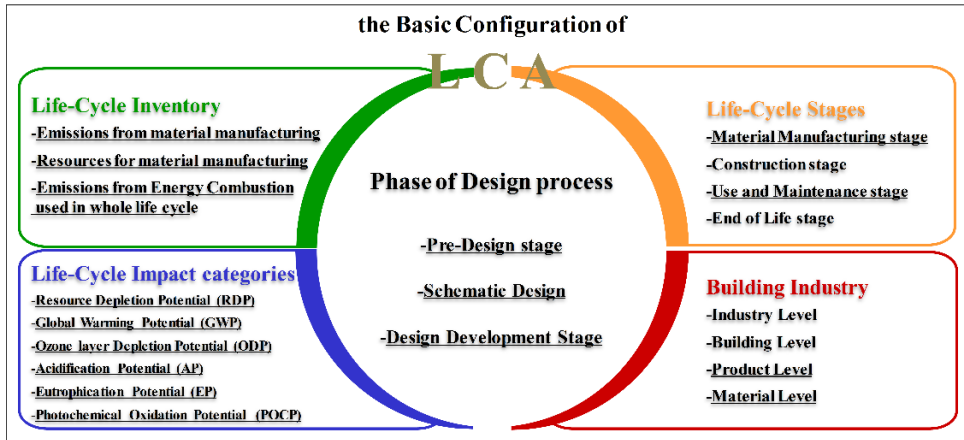 the Basic Configuration of
L C A
Life-Cycle Inventory
-Emissions from material manufacturing
-Resources for material manufacturing
-Emissions from Energy Combustion
used in whole life cycle
Life-Cycle Stages
-Material Manufacturing stage
-Construction stage
-Use and Maintenance stage
-End of Life stage
Phase of Design process
-Pre-Design stage
-Schematic Design
-Design Development Stage
Life-Cycle Impact categories
-Resource Depletion Potential (RDP)
-Global Warming Potential (GWP)
-Ozone layer Depletion Potential (ODP)
-Acidification Potential (AP)
-Eutrophication Potential (EP)
-Photochemical Oxidation Potential (POCP)
Building Industry
-Industry Level
-Building Level
-Product Level
-Material Level